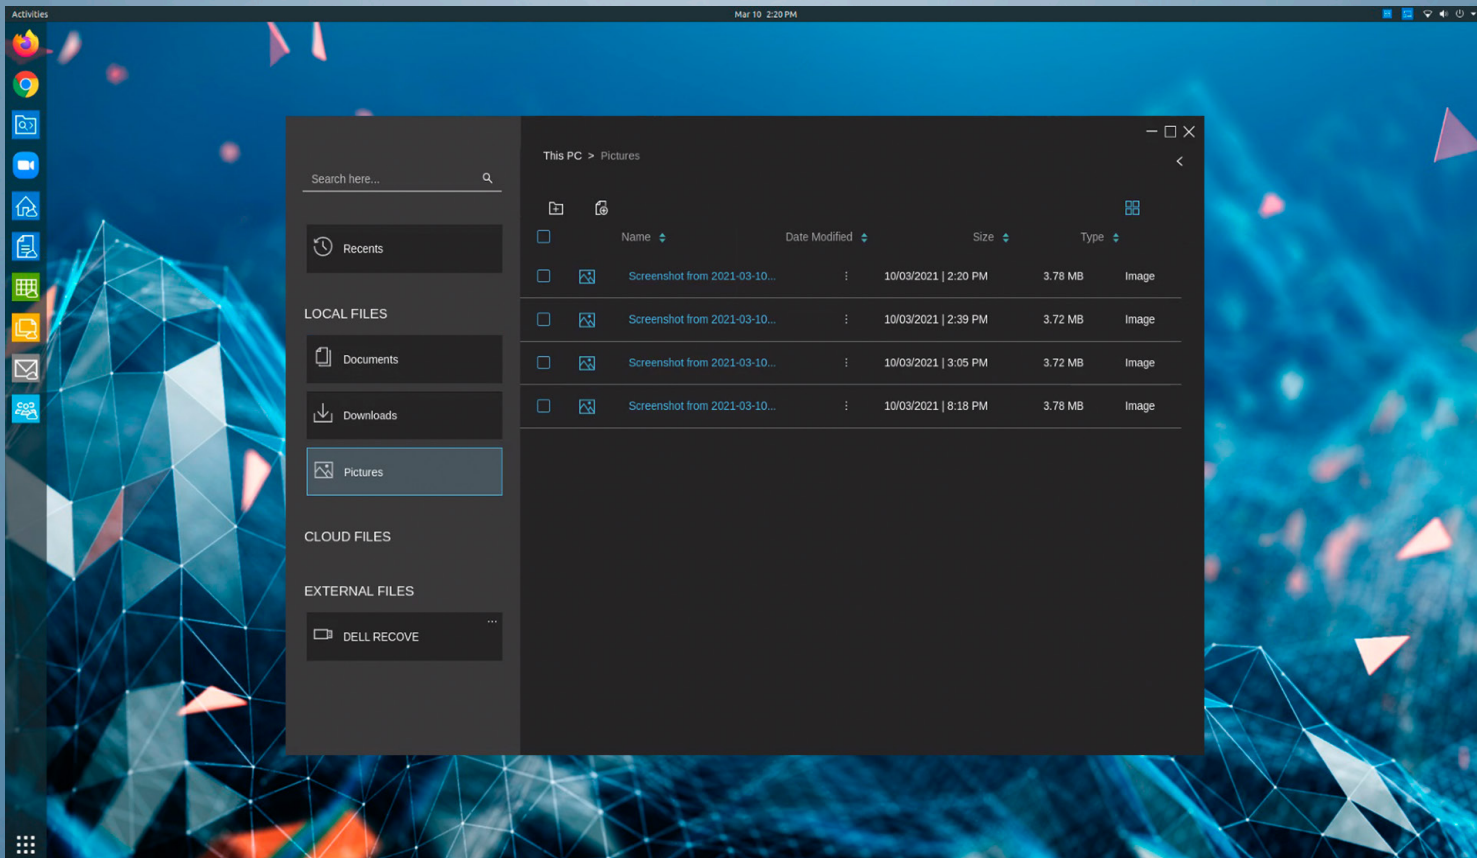 Activities
Mar 10 2:20 PM
Search here...
Recents
LOCAL FILES
Documents
Downloads
Pictures
CLOUD FILES
EXTERNAL FILES
...
DELL RECOVE
This PC > Pictures
Name Date Modified Size Type
Screenshot from 2021-03-10... 10/03/2021 | 2:20 PM 3.78 MB Image
Screenshot from 2021-03-10... 10/03/2021 | 2:39 PM 3.72 MB Image
Screenshot from 2021-03-10... 10/03/2021 | 3:05 PM 3.72 MB Image
Screenshot from 2021-03-10... 10/03/2021 | 8:18 PM 3.78 MB Image